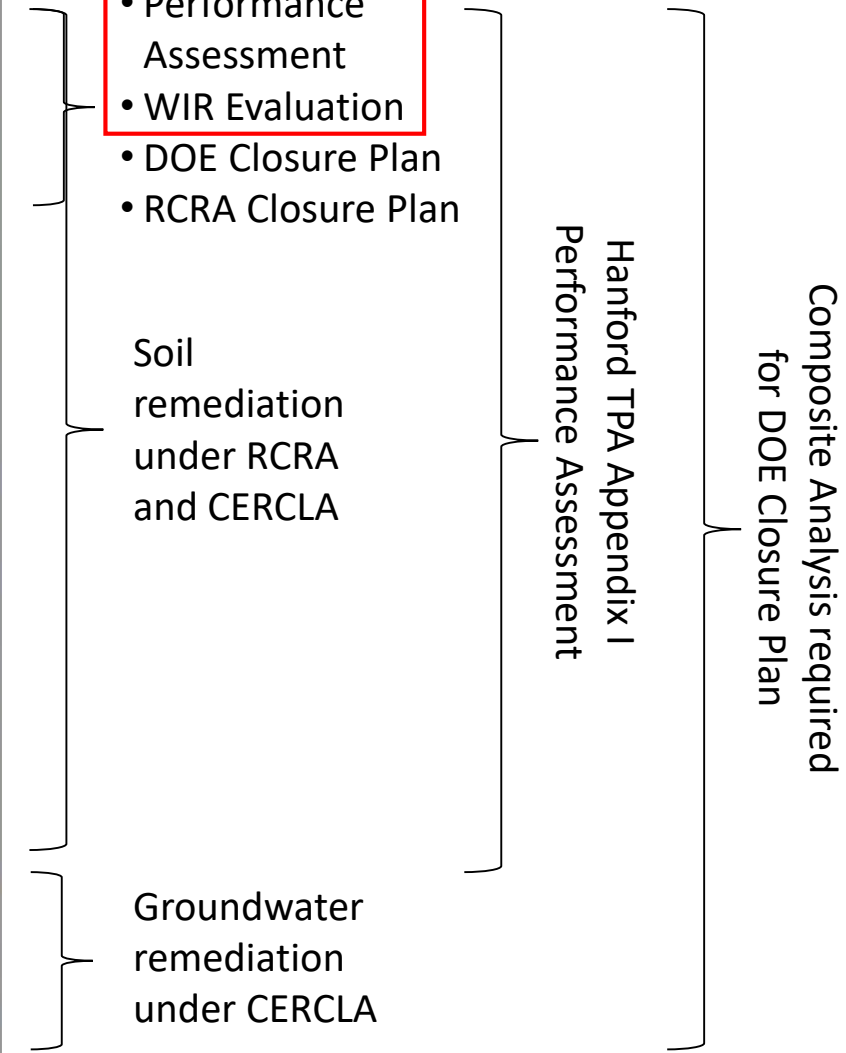 • Performance
Assessment
• WIR Evaluation
• DOE Closure Plan
• RCRA Closure Plan
Soil
remediation
under RCRA
and CERCLA
Groundwater
remediation
under CERCLA
Hanford TPA Appendix I
Performance Assessment
Composite Analysis required
for DOE Closure Plan